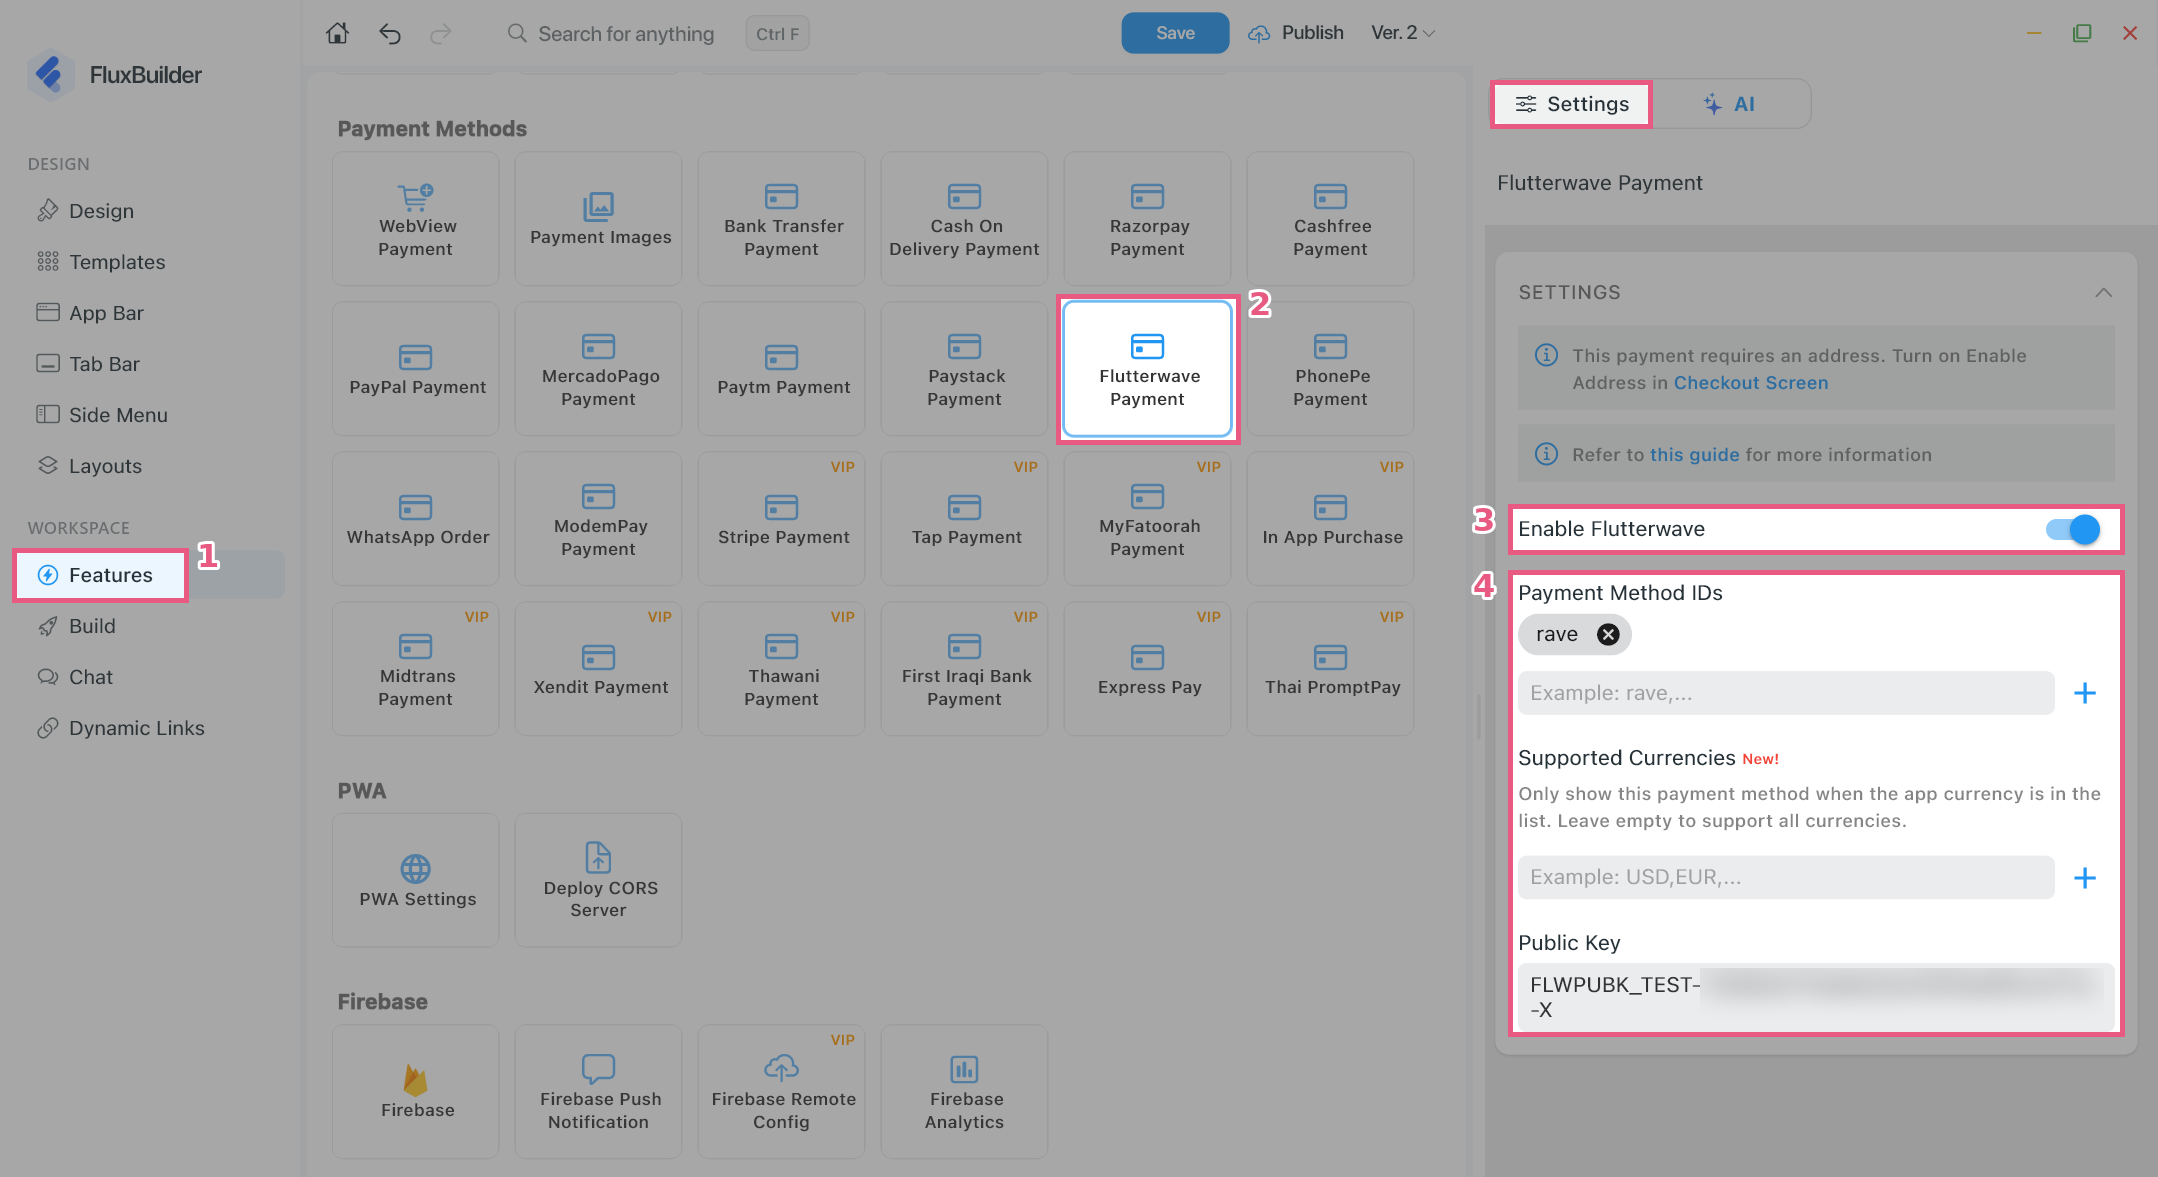 FluxBuilder
Search for anything
Ctrl F
Save
Publish
Ver. 2
DESIGN
Design
Templates
App Bar
Tab Bar
Side Menu
Layouts
WORKSPACE
Features
1
Build
Chat
Dynamic Links
Payment Methods
WebView
Payment
Payment Images
Bank Transfer
Payment
Cash On
Delivery Payment
Razorpay
Payment
Cashfree
Payment
PayPal Payment
MercadoPago
Payment
Paytm Payment
Paystack
Payment
Flutterwave
Payment
2
PhonePe
Payment
WhatsApp Order
ModemPay
Payment
VIP
Stripe Payment
VIP
Tap Payment
VIP
MyFatoorah
Payment
VIP
In App Purchase
VIP
Midtrans
Payment
VIP
Xendit Payment
VIP
Thawani
Payment
VIP
First Iraqi Bank
Payment
VIP
Express Pay
VIP
Thai PromptPay
PWA
PWA Settings
Deploy CORS
Server
Firebase
Firebase
Firebase Push
Notification
VIP
Firebase Remote
Config
Firebase
Analytics
Settings
AI
Flutterwave Payment
SETTINGS
This payment requires an address. Turn on Enable
Address in Checkout Screen
Refer to this guide for more information
3
Enable Flutterwave
4
Payment Method IDs
rave
Example: rave,...
Supported Currencies New!
Only show this payment method when the app currency is in the
list. Leave empty to support all currencies.
Example: USD,EUR,...
Public Key
FLWPUBK_TEST-
-X